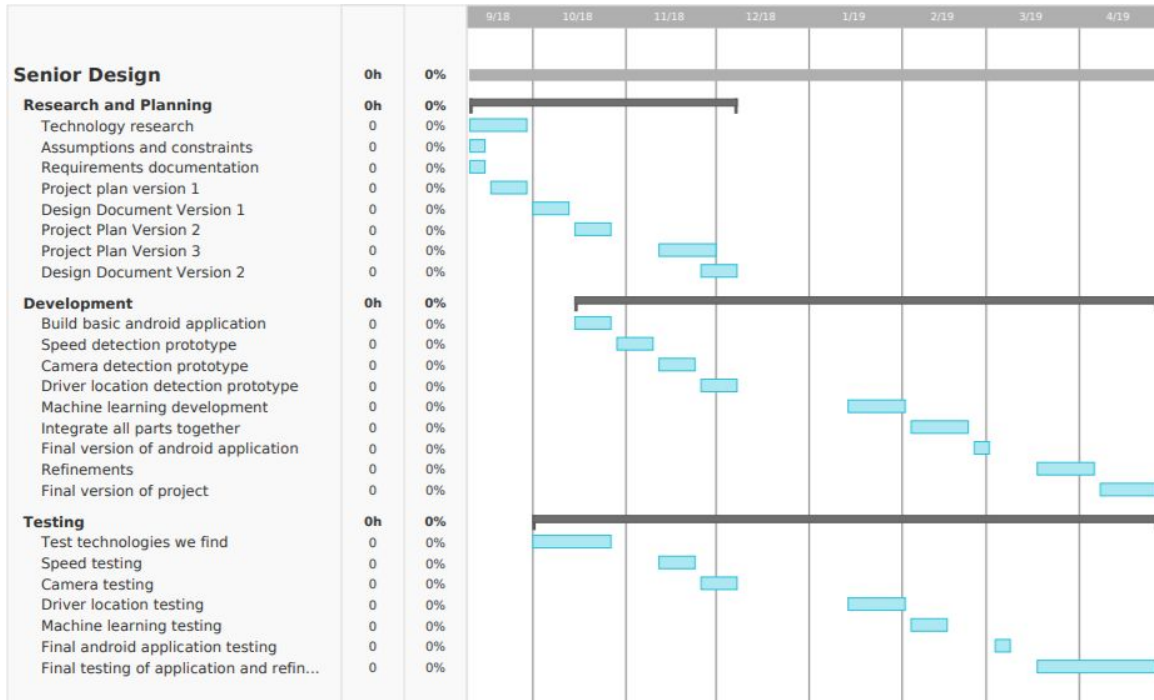 9/18 10/18 11/18 12/18 1/19 2/19 3/19 4/19
Senior Design 0h 0%
Research and Planning 0h 0%
Technology research 0 0%
Assumptions and constraints 0 0%
Requirements documentation 0 0%
Project plan version 1 0 0%
Design Document Version 1 0 0%
Project Plan Version 2 0 0%
Project Plan Version 3 0 0%
Design Document Version 2 0 0%
Development 0h 0%
Build basic android application 0 0%
Speed detection prototype 0 0%
Camera detection prototype 0 0%
Driver location detection prototype 0 0%
Machine learning development 0 0%
Integrate all parts together 0 0%
Final version of android application 0 0%
Refinements 0 0%
Final version of project 0 0%
Testing 0h 0%
Test technologies we find 0 0%
Speed testing 0 0%
Camera testing 0 0%
Driver location testing 0 0%
Machine learning testing 0 0%
Final android application testing 0 0%
Final testing of application and refin... 0 0%